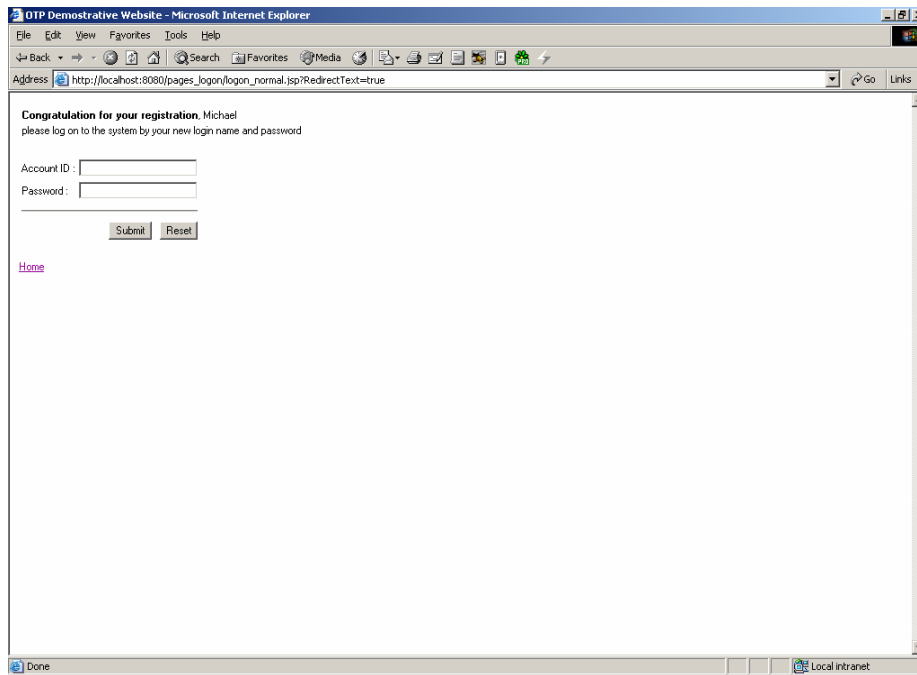 OTP Demostrative Website - Microsoft Internet Explorer
File Edit View Favorites Tools Help
Back Search Favorites Media
Address http://localhost:8080/pages_logon/logon_normal.jsp?RedirectText=true Go Links
Congratulation for your registration, Michael
please log on to the system by your new login name and password
Account ID :
Password :
Submit Reset
Home
Done Local intranet